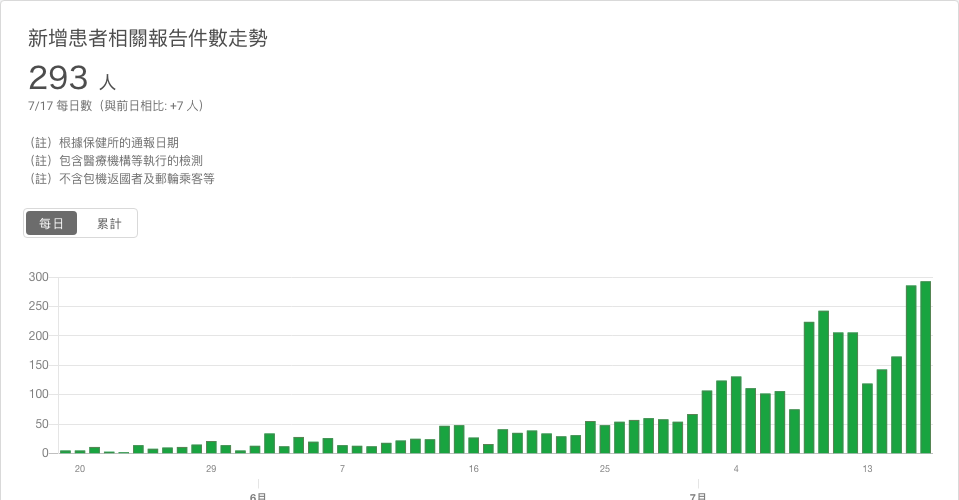 新增患者相關報告件數走勢
293 人
7/17 每日數（與前日相比: +7 人）
（註）根據保健所的通報日期
（註）包含醫療機構等執行的檢測
（註）不含包機返國者及郵輪乘客等
每日 累計
300
250
200
150
100
50
0
20 29 7 16 25 4 13
6月 7月